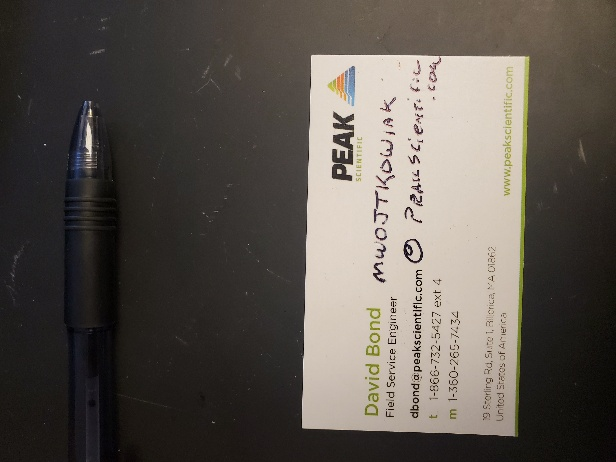 PEAK
SCIENTIFIC
David Bond
Field Service Engineer
MWOJTKOWIAK
@ PEAKSCIENTIFIC
.COM
dbond@peakscientific.com
t 1-866-732-5427 ext 4
m 1-360-265-7434
19 Sterling Rd, Suite 1, Billerica, MA 01862
United States of America
www.peakscientific.com